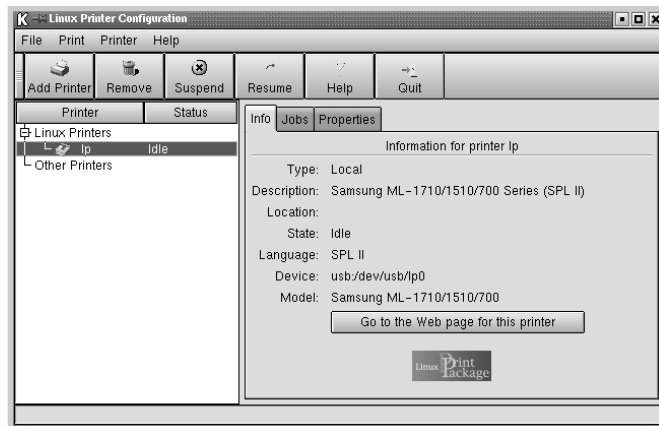 Linux Printer Configuration
File Print Printer Help
Add Printer Remove Suspend Resume Help Quit
Printer Status
Linux Printers
lp Idle
Other Printers
Info Jobs Properties
Information for printer lp
Type: Local
Description: Samsung ML-1710/1510/700 Series (SPL II)
Location:
State: Idle
Language: SPL II
Device: usb:/dev/usb/lp0
Model: Samsung ML-1710/1510/700
Go to the Web page for this printer
Linux Print Package